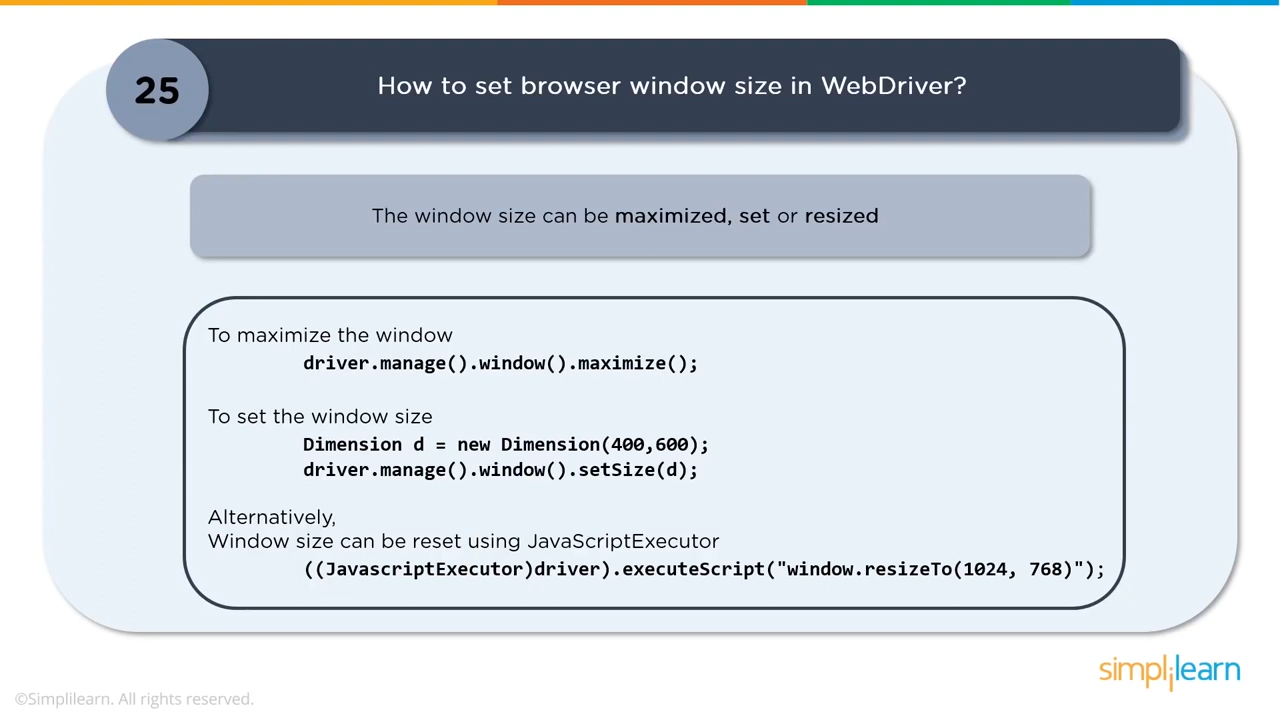 25
How to set browser window size in WebDriver?
The window size can be maximized, set or resized
To maximize the window
driver.manage().window().maximize();
To set the window size
Dimension d = new Dimension(400,600);
driver.manage().window().setSize(d);
Alternatively,
Window size can be reset using JavaScriptExecutor
((JavascriptExecutor)driver).executeScript("window.resizeTo(1024, 768)");
simplilearn
©Simplilearn. All rights reserved.